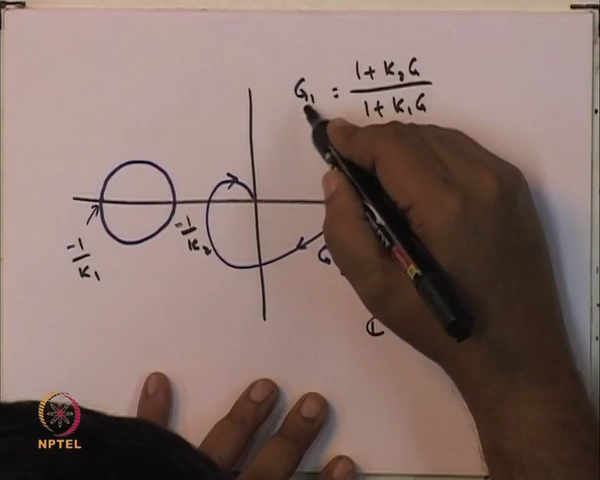 G₁ = (1 + K₂G)/(1 + K₁G)
-1/K₁
-1/K₂
G
NPTEL